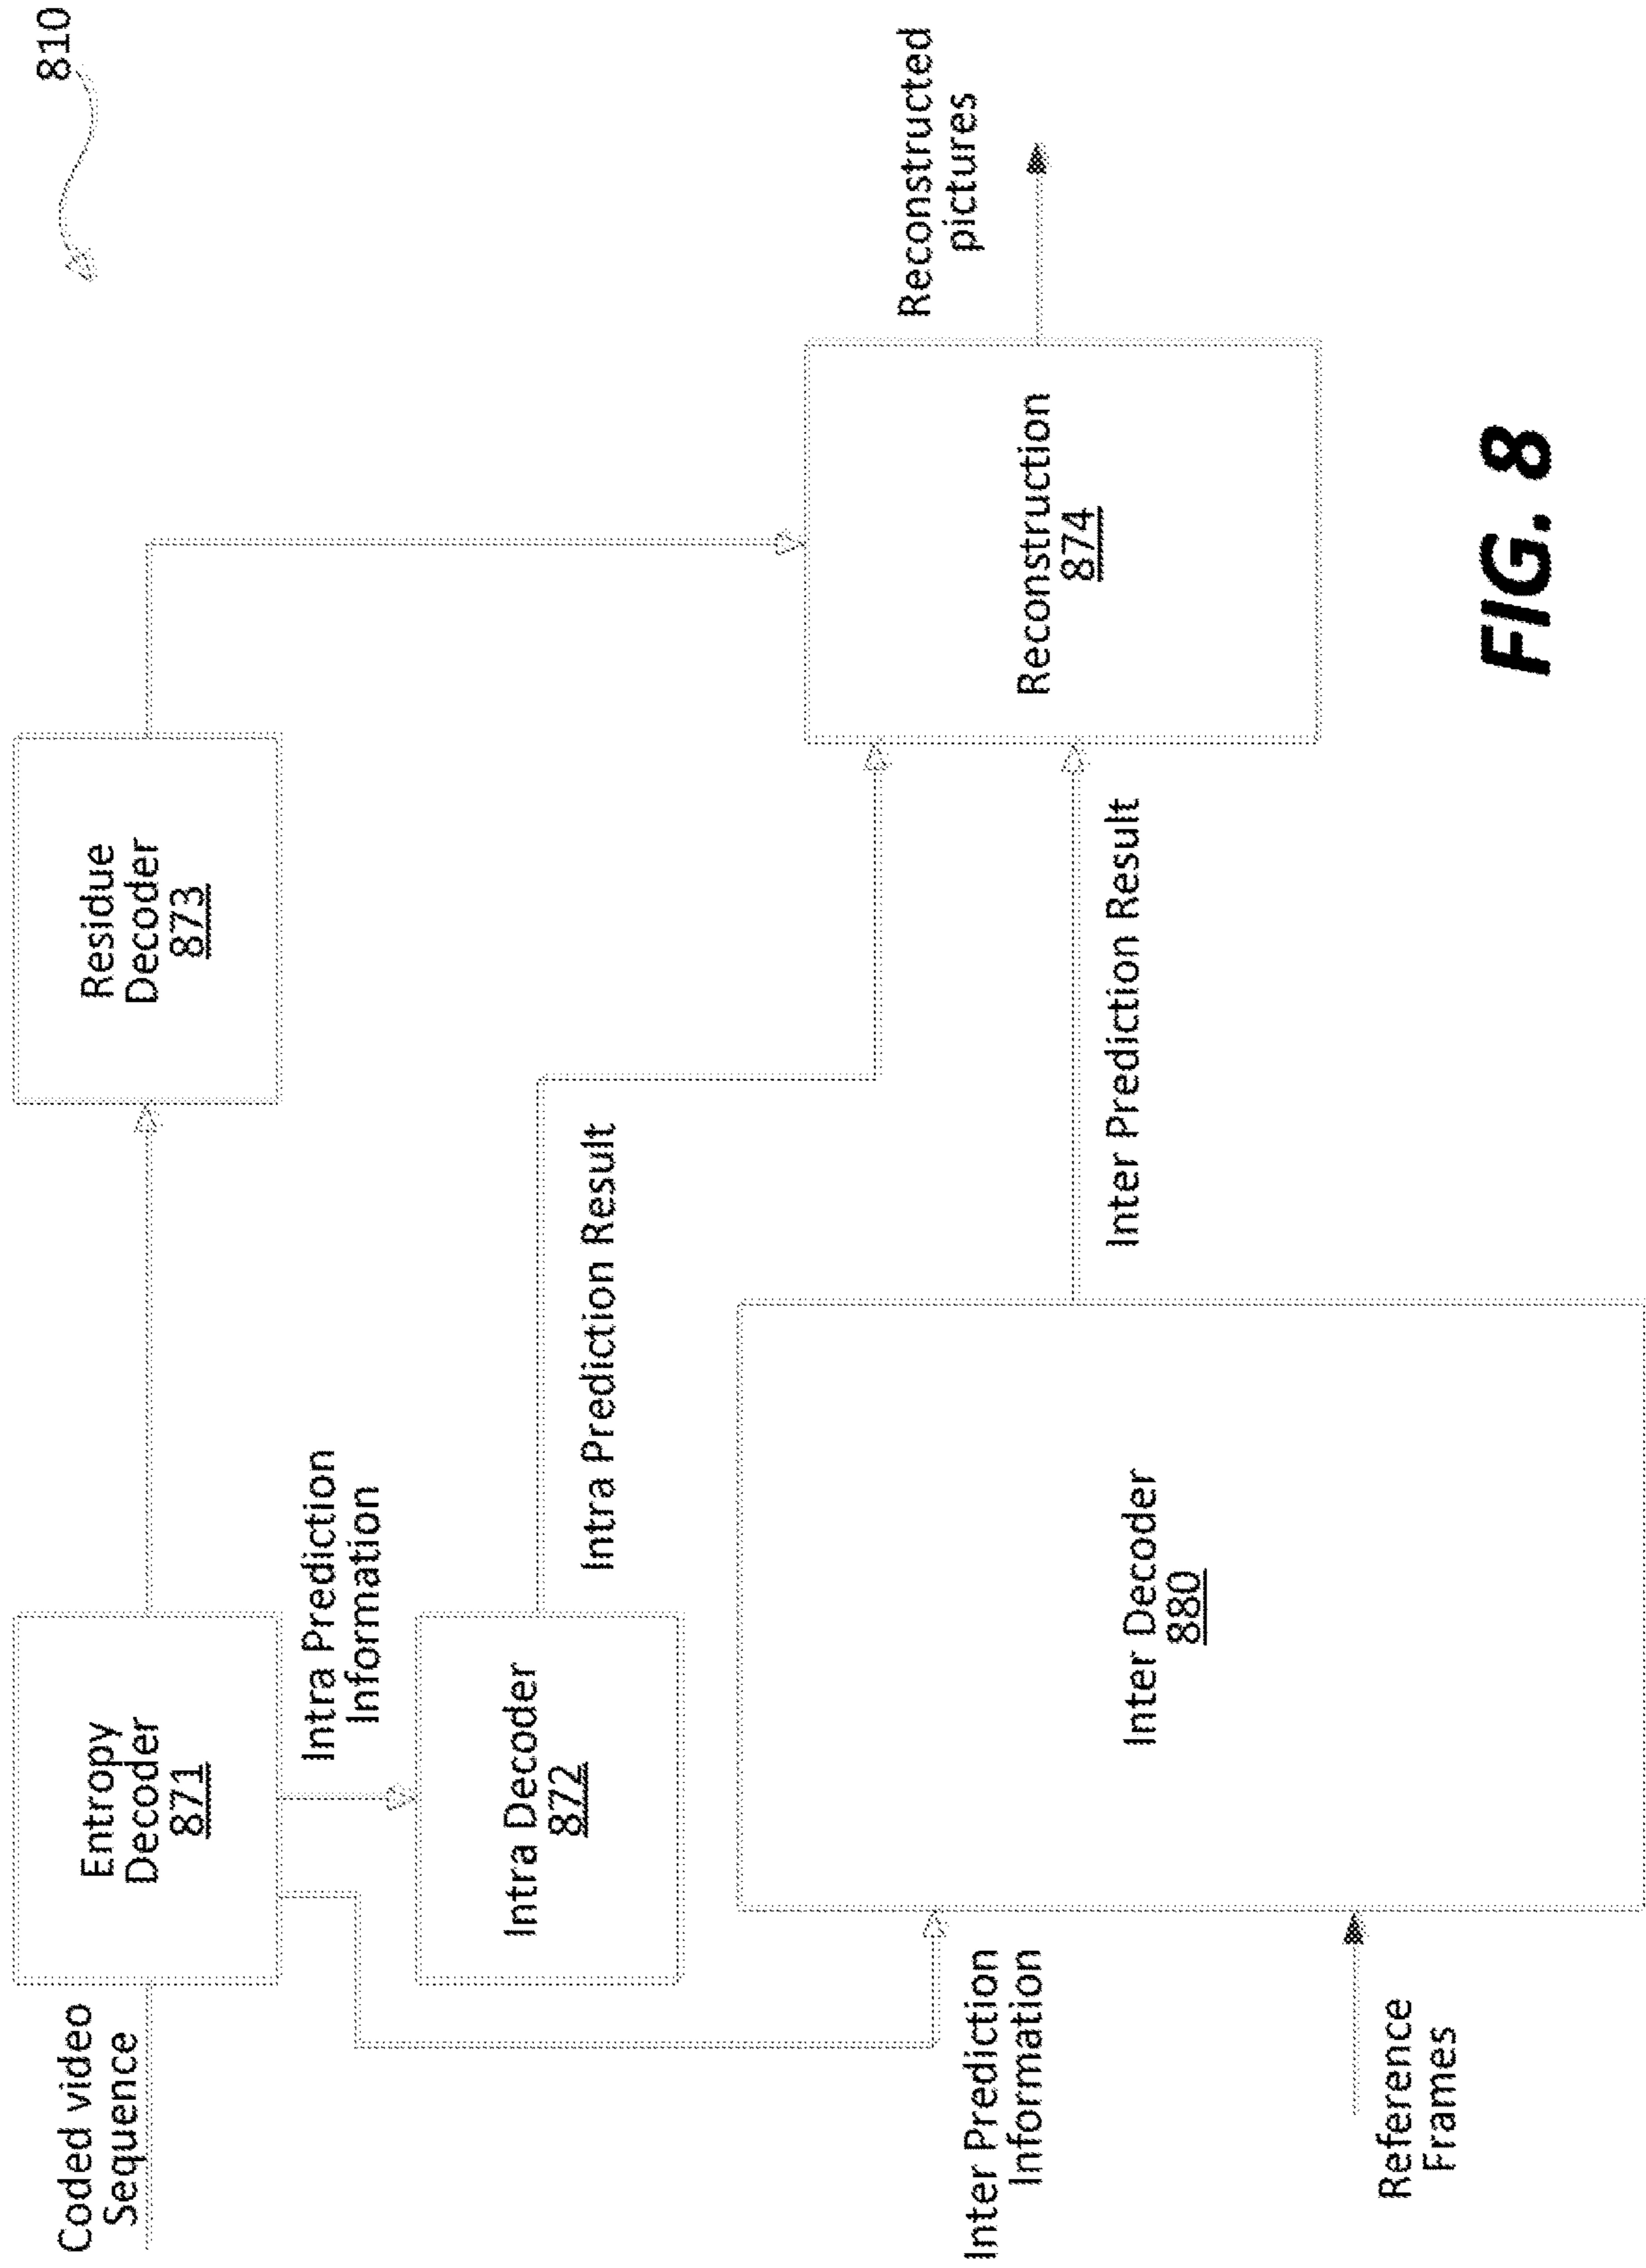 810
Coded video
Sequence
Entropy
Decoder
871
Residue
Decoder
873
Intra Prediction
Information
Intra Decoder
872
Intra Prediction Result
Reconstructed
pictures
Reconstruction
874
Inter Prediction
Information
Inter Decoder
880
Inter Prediction Result
Reference
Frames
FIG. 8